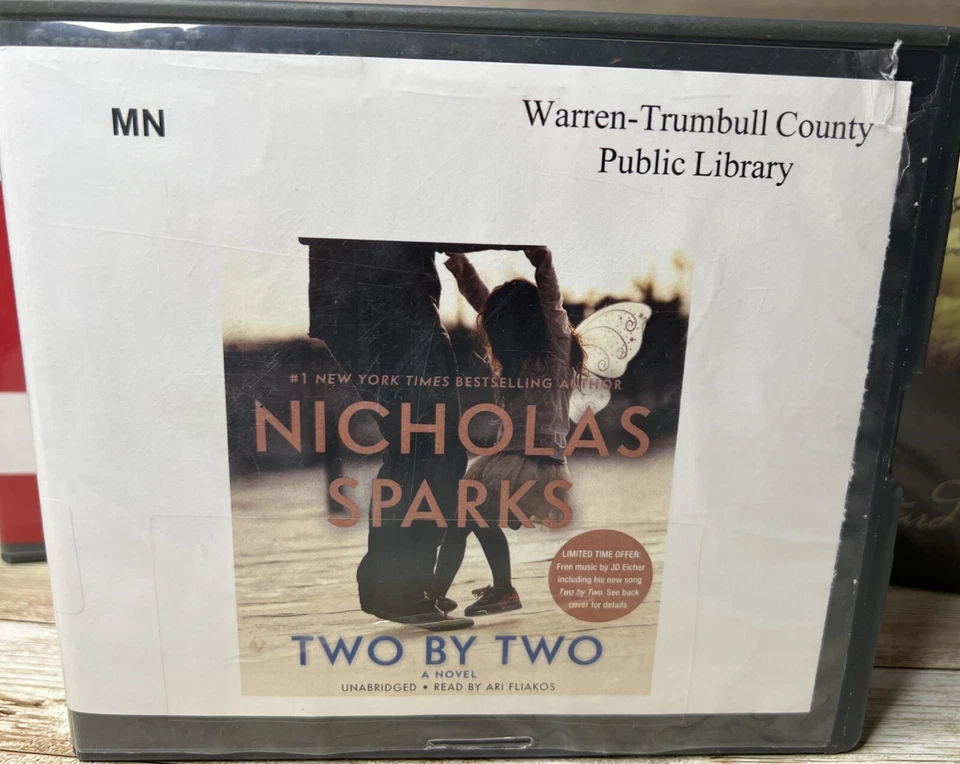 MN
Warren-Trumbull County
Public Library
#1 NEW YORK TIMES BESTSELLING AUTHOR
NICHOLAS
SPARKS
LIMITED TIME OFFER:
Free music by JD Eicher
including his new song
Two by Two. See back
cover for details
TWO BY TWO
A NOVEL
UNABRIDGED • READ BY ARI FLIAKOS